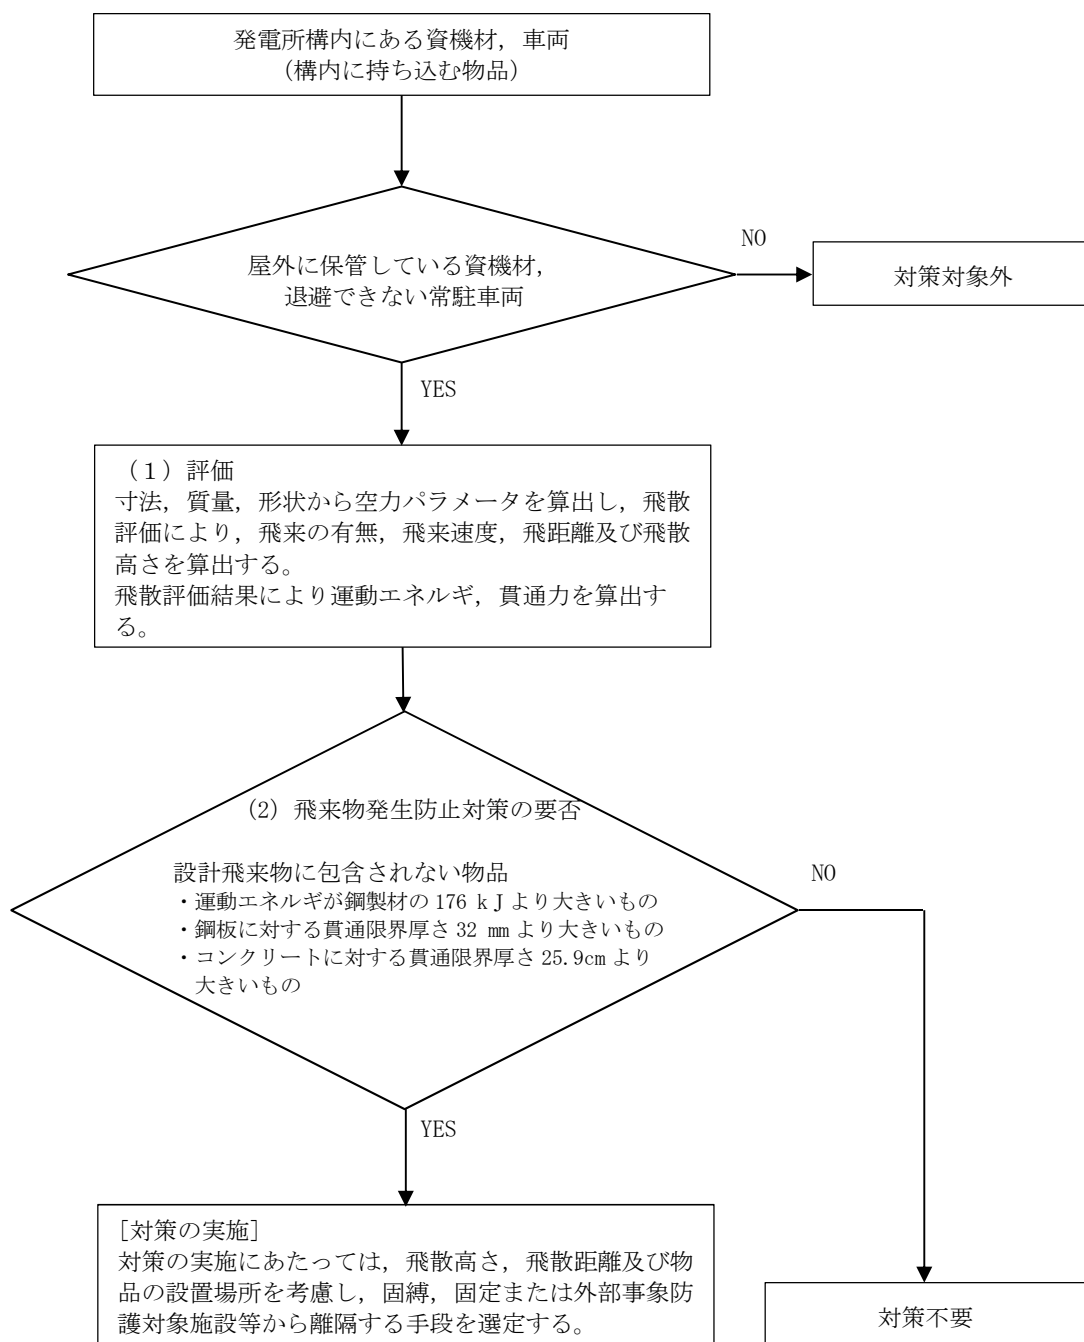 発電所構内にある資機材，車両
（構内に持ち込む物品）
NO
屋外に保管している資機材，
退避できない常駐車両
対策対象外
YES
（１）評価
寸法，質量，形状から空力パラメータを算出し，飛散
評価により，飛来の有無，飛来速度，飛距離及び飛散
高さを算出する。
飛散評価結果により運動エネルギ，貫通力を算出す
る。
(2) 飛来物発生防止対策の要否
設計飛来物に包含されない物品
・運動エネルギが鋼製材の 176 kＪより大きいもの
・鋼板に対する貫通限界厚さ 32 mm より大きいもの
・コンクリートに対する貫通限界厚さ 25.9cm より
大きいもの
NO
YES
［対策の実施］
対策の実施にあたっては，飛散高さ，飛散距離及び物
品の設置場所を考慮し，固縛，固定または外部事象防
護対象施設等から離隔する手段を選定する。
対策不要